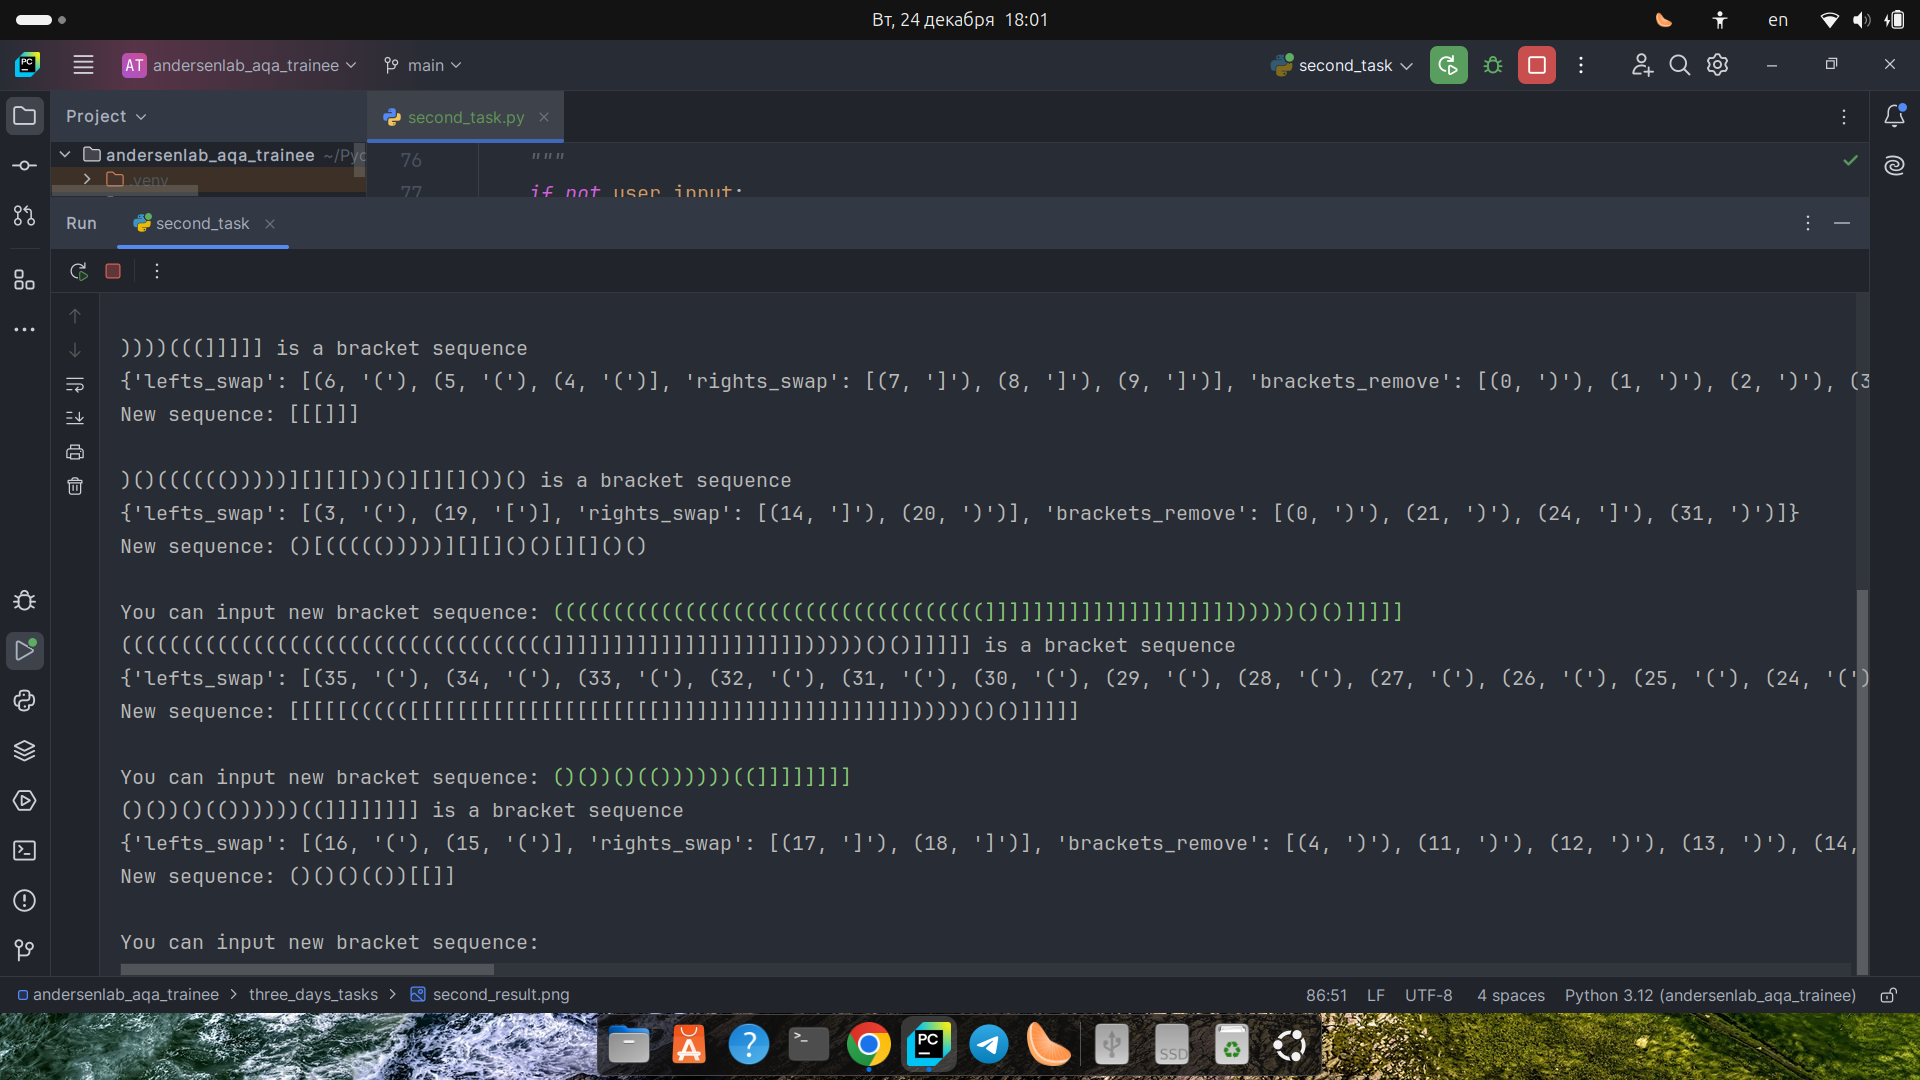 Вт, 24 декабря 18:01
en
PC
AT andersenlab_aqa_trainee
main
second_task
Project
second_task.py
andersenlab_aqa_trainee ~/Pyc
.venv
76 """
77 if not user_input:
Run
second_task
))))(((]]]]] is a bracket sequence
{'lefts_swap': [(6, '('), (5, '('), (4, '(')], 'rights_swap': [(7, ']'), (8, ']'), (9, ']')], 'brackets_remove': [(0, ')'), (1, ')'), (2, ')'), (3
New sequence: [[[]]]
)()(((((()))))][][][))()][][]())() is a bracket sequence
{'lefts_swap': [(3, '('), (19, '[')], 'rights_swap': [(14, ']'), (20, ')')], 'brackets_remove': [(0, ')'), (21, ')'), (24, ']'), (31, ')')]}
New sequence: ()[((((()))))][][]()()[][]()()
You can input new bracket sequence: ((((((((((((((((((((((((((((((((((((]]]]]]]]]]]]]]]]]]]]])))))()()]]]]]
((((((((((((((((((((((((((((((((((((]]]]]]]]]]]]]]]]]]]]])))))()()]]]]] is a bracket sequence
{'lefts_swap': [(35, '('), (34, '('), (33, '('), (32, '('), (31, '('), (30, '('), (29, '('), (28, '('), (27, '('), (26, '('), (25, '('), (24, '(')
New sequence: [[[[[((((([[[[[[[[[[[[[[[[[[[[[]]]]]]]]]]]]]]]]]]]]])))))()()]]]]]
You can input new bracket sequence: ()())()(())))))((]]]]]]]]
()())()(())))))((]]]]]]]] is a bracket sequence
{'lefts_swap': [(16, '('), (15, '(')], 'rights_swap': [(17, ']'), (18, ']')], 'brackets_remove': [(4, ')'), (11, ')'), (12, ')'), (13, ')'), (14,
New sequence: ()()()(())[[]]
You can input new bracket sequence:
andersenlab_aqa_trainee > three_days_tasks > second_result.png
86:51 LF UTF-8 4 spaces Python 3.12 (andersenlab_aqa_trainee)
PC
SSD